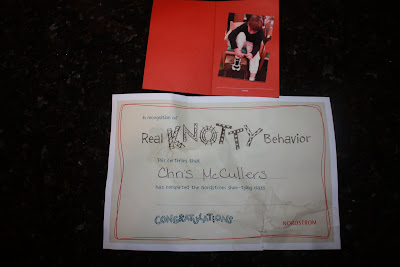 In recognition of
Real KNOTTY Behavior
This certifies that
Chris McCullers
has completed the Nordstrom shoe-tying class
CONGRATULATIONS
NORDSTROM